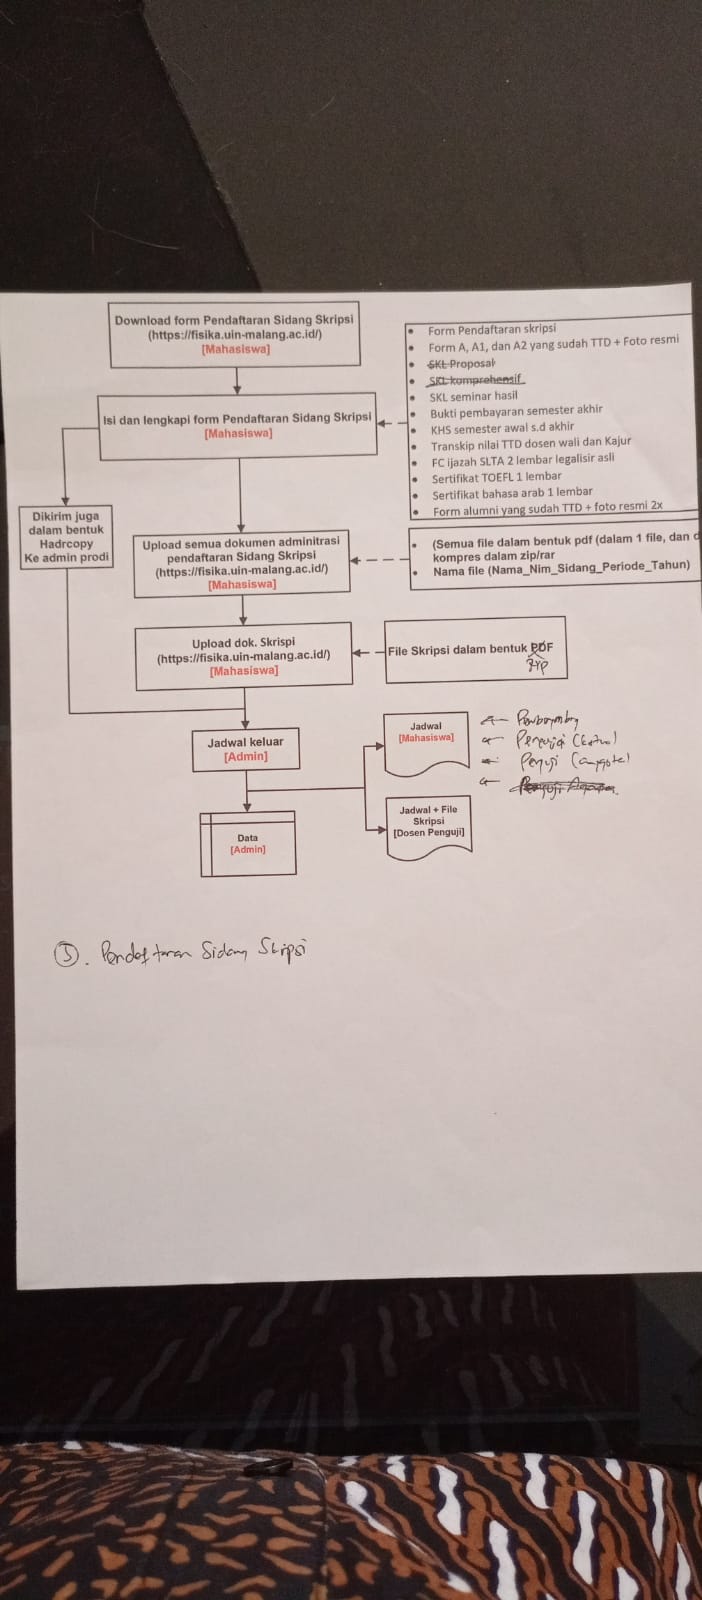 Download form Pendaftaran Sidang Skripsi
(https://fisika.uin-malang.ac.id/)
[Mahasiswa]
Isi dan lengkapi form Pendaftaran Sidang Skripsi
[Mahasiswa]
• Form Pendaftaran skripsi
• Form A, A1, dan A2 yang sudah TTD + Foto resmi
• SKL Proposal
• SKL komprehensif
• SKL seminar hasil
• Bukti pembayaran semester akhir
• KHS semester awal s.d akhir
• Transkip nilai TTD dosen wali dan Kajur
• FC ijazah SLTA 2 lembar legalisir asli
• Sertifikat TOEFL 1 lembar
• Sertifikat bahasa arab 1 lembar
• Form alumni yang sudah TTD + foto resmi 2x
Dikirim juga
dalam bentuk
Hadrcopy
Ke admin prodi
Upload semua dokumen adminitrasi
pendaftaran Sidang Skripsi
(https://fisika.uin-malang.ac.id/)
[Mahasiswa]
• (Semua file dalam bentuk pdf (dalam 1 file, dan d
kompres dalam zip/rar
• Nama file (Nama_Nim_Sidang_Periode_Tahun)
Upload dok. Skrispi
(https://fisika.uin-malang.ac.id/)
[Mahasiswa]
File Skripsi dalam bentuk PDF
zip
Jadwal keluar
[Admin]
Jadwal
[Mahasiswa]
Pembimbing
Penguji (ketua)
Penguji (anggota)
Data
[Admin]
Jadwal + File
Skripsi
[Dosen Penguji]
Pendaftaran Sidang Skripsi